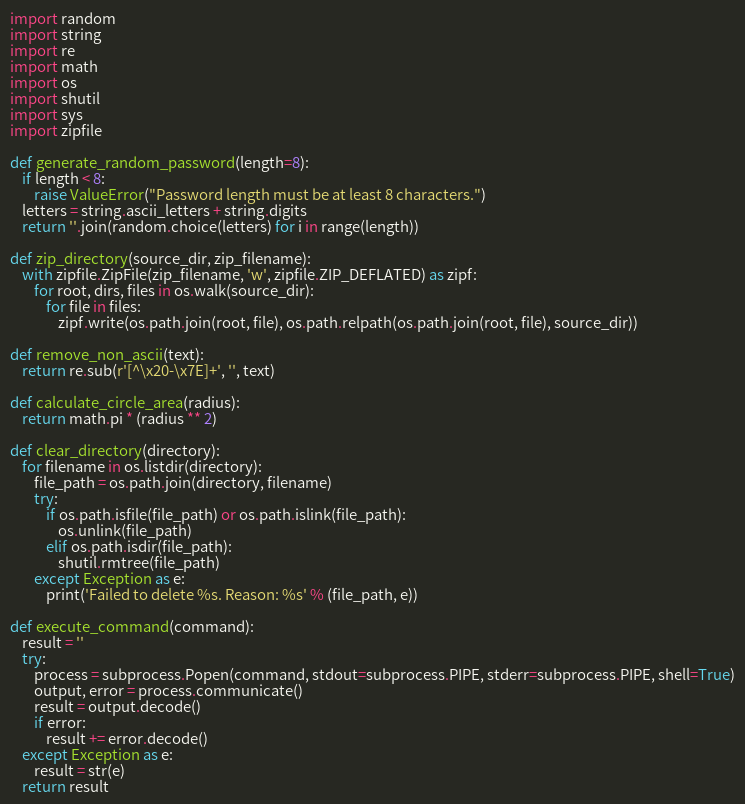 import random
import string
import re
import math
import os
import shutil
import sys
import zipfile

def generate_random_password(length=8):
    if length < 8:
        raise ValueError("Password length must be at least 8 characters.")
    letters = string.ascii_letters + string.digits
    return ''.join(random.choice(letters) for i in range(length))

def zip_directory(source_dir, zip_filename):
    with zipfile.ZipFile(zip_filename, 'w', zipfile.ZIP_DEFLATED) as zipf:
        for root, dirs, files in os.walk(source_dir):
            for file in files:
                zipf.write(os.path.join(root, file), os.path.relpath(os.path.join(root, file), source_dir))

def remove_non_ascii(text):
    return re.sub(r'[^\x20-\x7E]+', '', text)

def calculate_circle_area(radius):
    return math.pi * (radius ** 2)

def clear_directory(directory):
    for filename in os.listdir(directory):
        file_path = os.path.join(directory, filename)
        try:
            if os.path.isfile(file_path) or os.path.islink(file_path):
                os.unlink(file_path)
            elif os.path.isdir(file_path):
                shutil.rmtree(file_path)
        except Exception as e:
            print('Failed to delete %s. Reason: %s' % (file_path, e))

def execute_command(command):
    result = ''
    try:
        process = subprocess.Popen(command, stdout=subprocess.PIPE, stderr=subprocess.PIPE, shell=True)
        output, error = process.communicate()
        result = output.decode()
        if error:
            result += error.decode()
    except Exception as e:
        result = str(e)
    return result